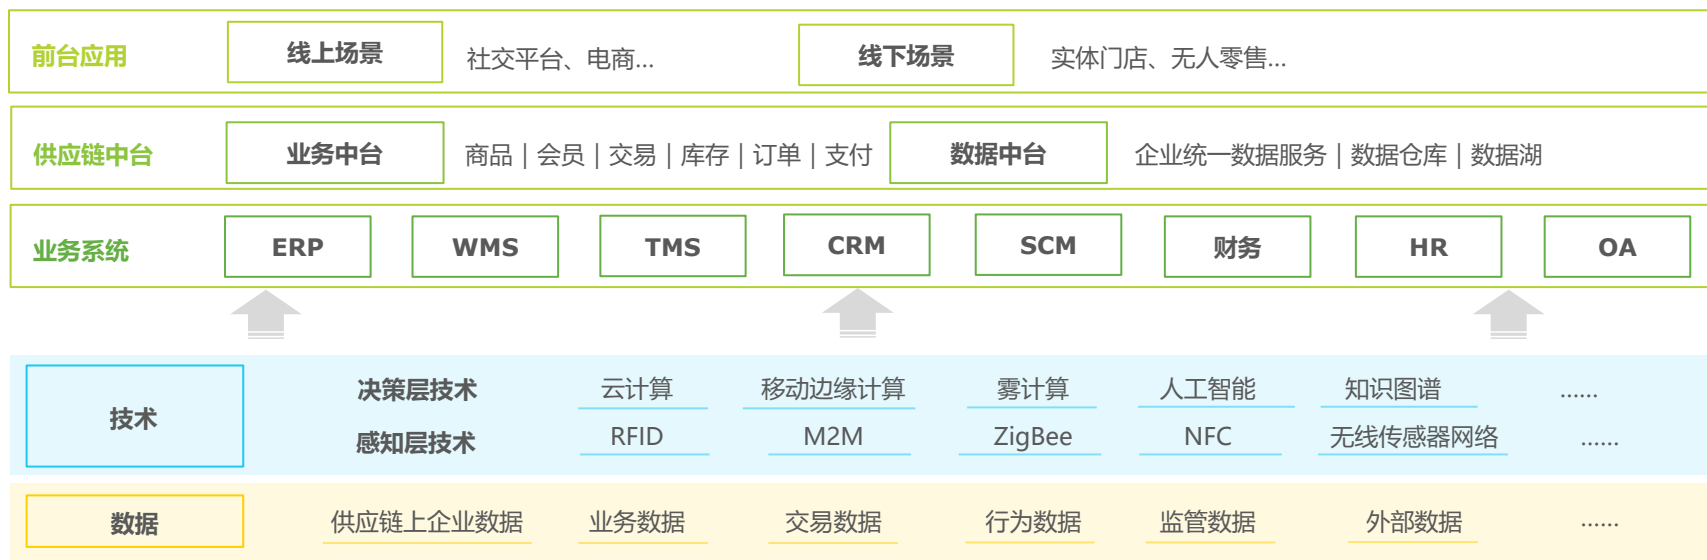 前台应用 线上场景 社交平台、电商... 线下场景 实体门店、无人零售...
供应链中台 业务中台 商品｜会员｜交易｜库存｜订单｜支付 数据中台 企业统一数据服务｜数据仓库｜数据湖
业务系统 ERP WMS TMS CRM SCM 财务 HR OA
技术
决策层技术 云计算 移动边缘计算 雾计算 人工智能 知识图谱 ......
感知层技术 RFID M2M ZigBee NFC 无线传感器网络 ......
数据 供应链上企业数据 业务数据 交易数据 行为数据 监管数据 外部数据 ......